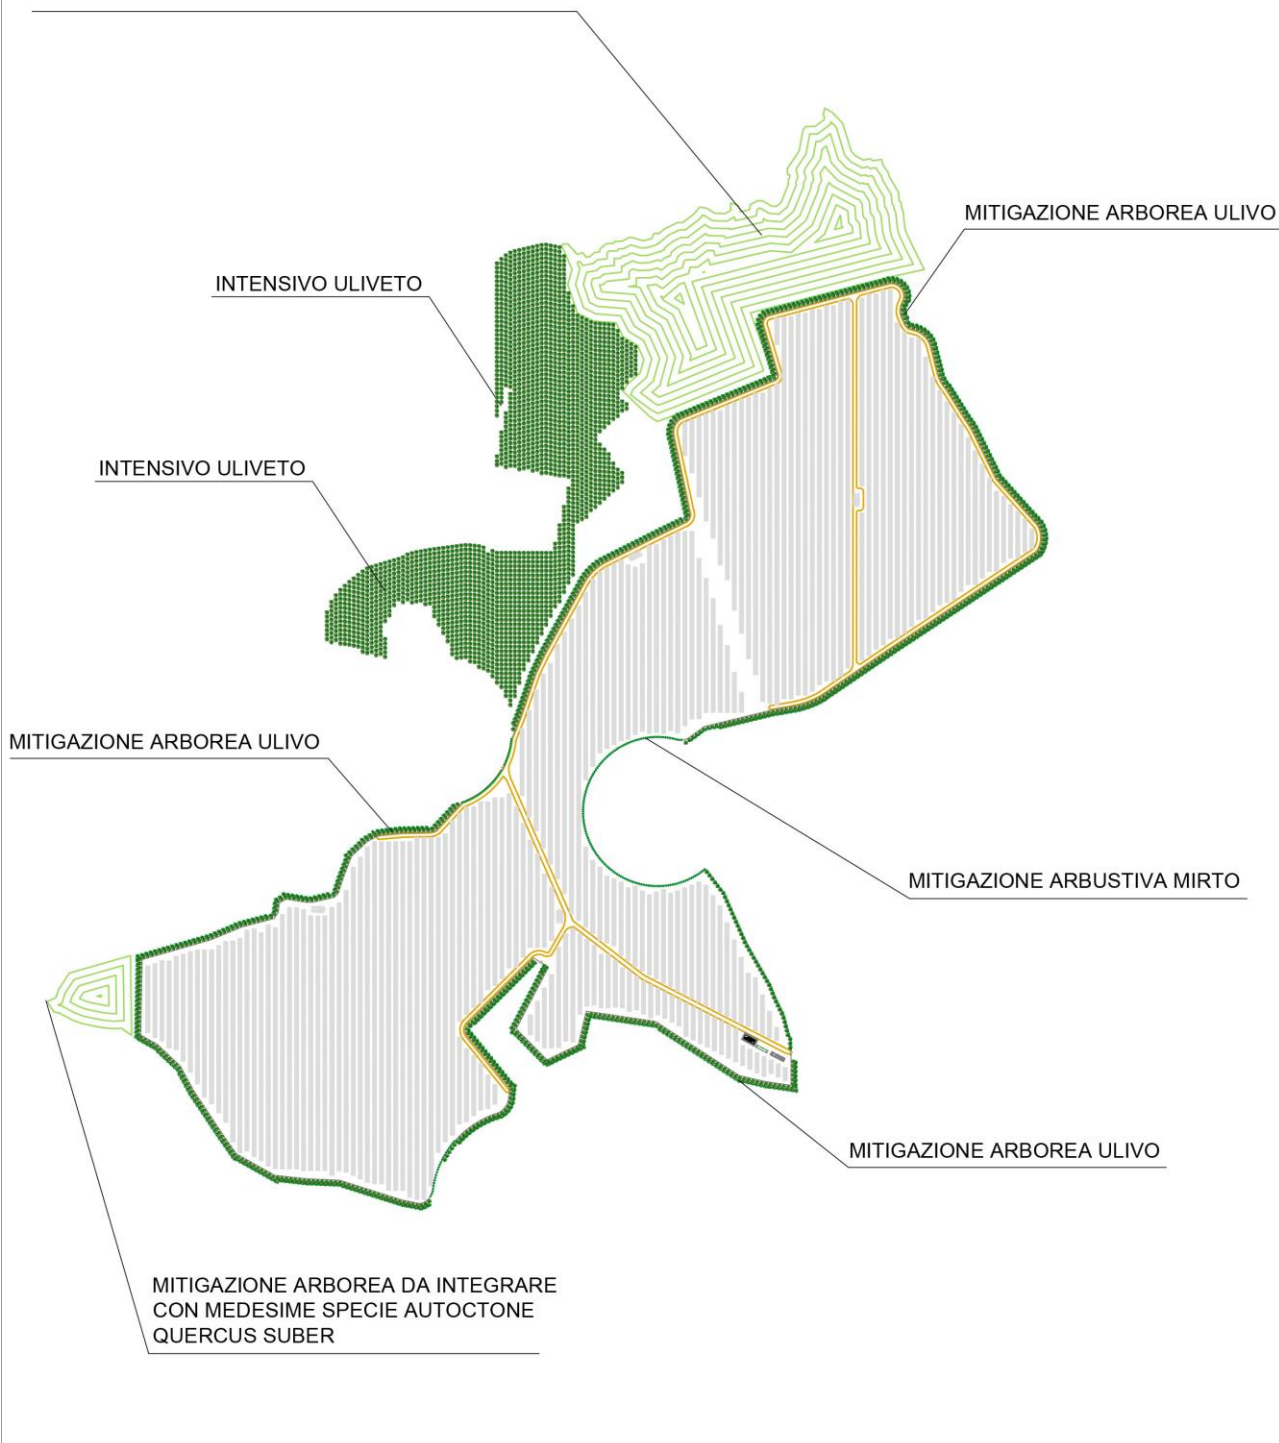 MITIGAZIONE ARBOREA ULIVO
INTENSIVO ULIVETO
INTENSIVO ULIVETO
MITIGAZIONE ARBOREA ULIVO
MITIGAZIONE ARBUSTIVA MIRTO
MITIGAZIONE ARBOREA ULIVO
MITIGAZIONE ARBOREA DA INTEGRARE
CON MEDESIME SPECIE AUTOCTONE
QUERCUS SUBER